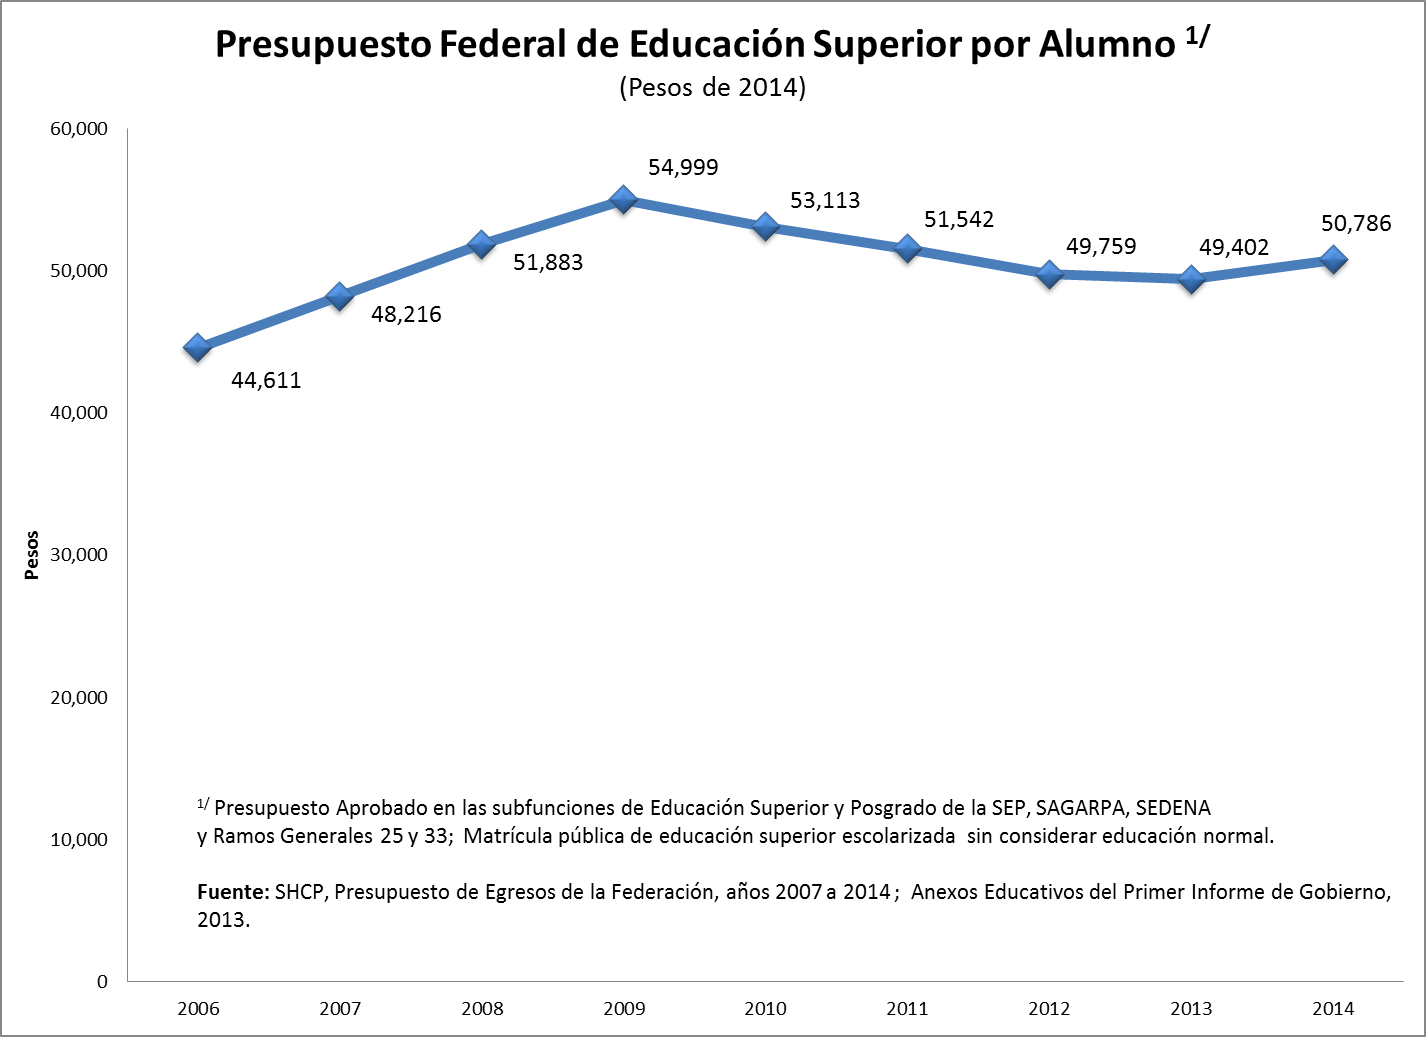 Presupuesto Federal de Educación Superior por Alumno 1/
(Pesos de 2014)
60,000
50,000
40,000
30,000
20,000
10,000
0
Pesos
44,611
48,216
51,883
54,999
53,113
51,542
49,759
49,402
50,786
1/ Presupuesto Aprobado en las subfunciones de Educación Superior y Posgrado de la SEP, SAGARPA, SEDENA
y Ramos Generales 25 y 33; Matrícula pública de educación superior escolarizada sin considerar educación normal.
Fuente: SHCP, Presupuesto de Egresos de la Federación, años 2007 a 2014 ; Anexos Educativos del Primer Informe de Gobierno,
2013.
2006 2007 2008 2009 2010 2011 2012 2013 2014